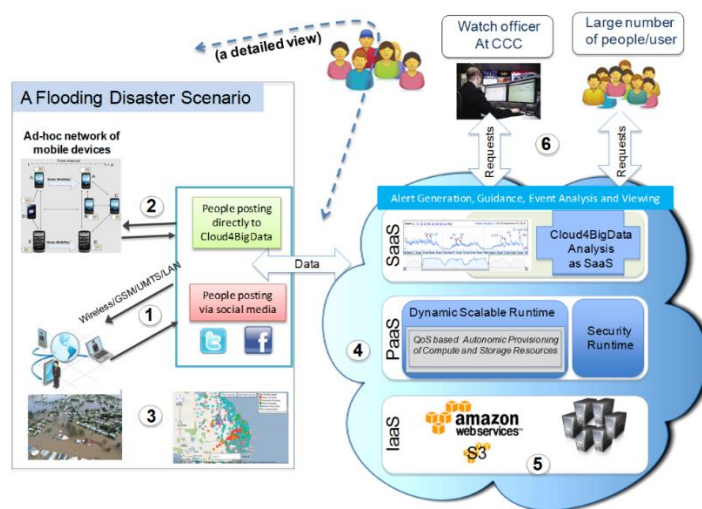 (a detailed view)
Watch officer
At CCC
Large number
of people/user
A Flooding Disaster Scenario
Ad-hoc network of
mobile devices
Requests
6
Requests
Alert Generation, Guidance, Event Analysis and Viewing
2
People posting
directly to
Cloud4BigData
SaaS
Cloud4BigData
Analysis
as SaaS
Data
Wireless/GSM/UMTS/LAN
1
People posting
via social media
4
PaaS
Dynamic Scalable Runtime
QoS based Autonomic Provisioning
of Compute and Storage Resources
Security
Runtime
3
IaaS
amazon
webservices™
S3
5